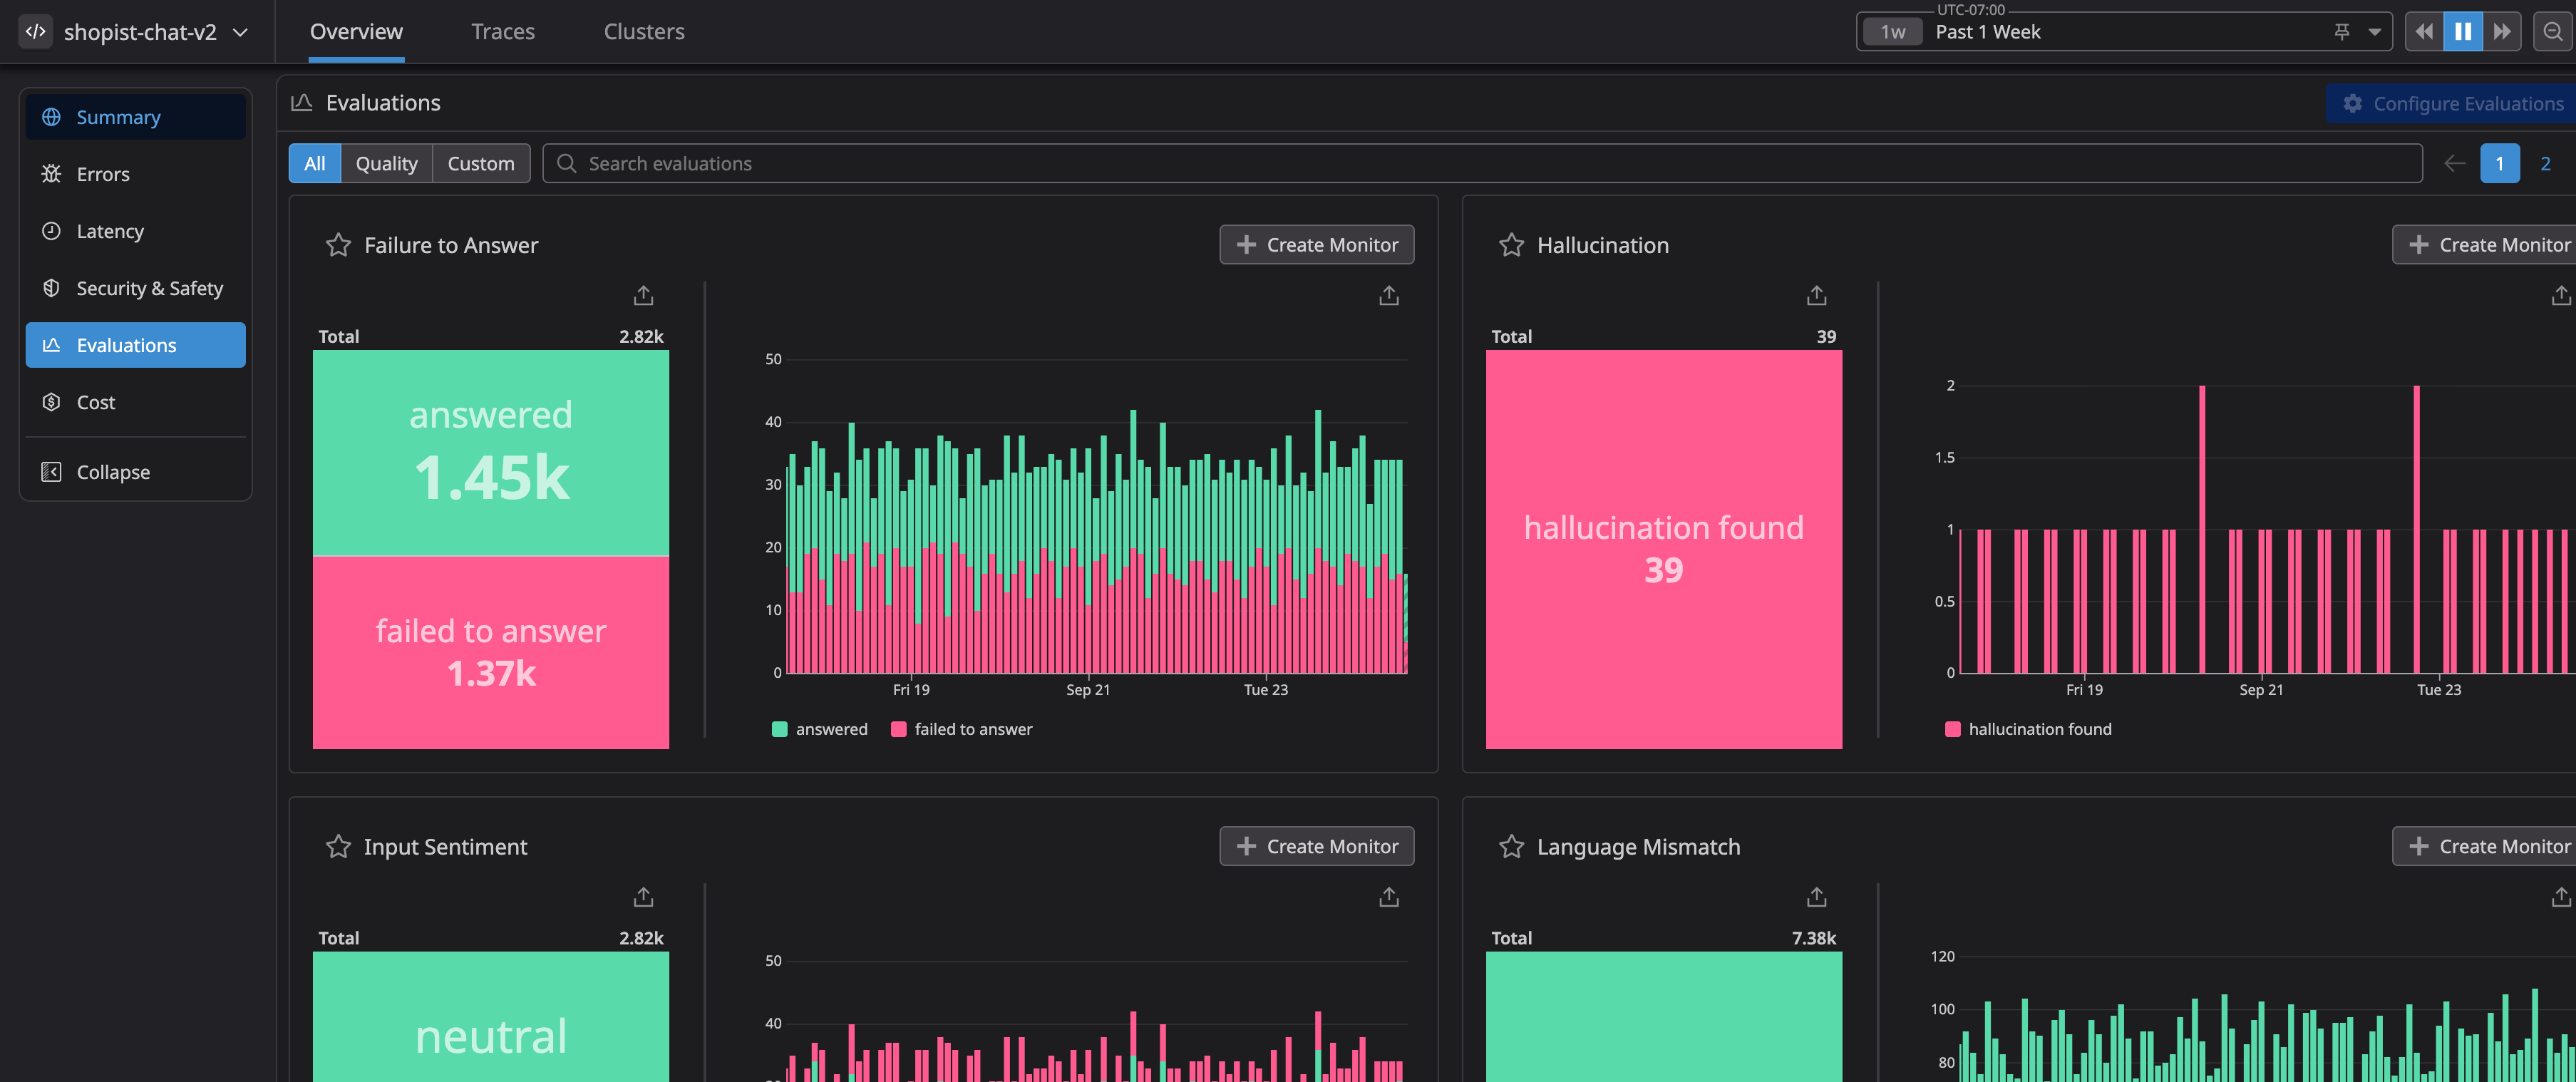 shopist-chat-v2
Overview
Traces
Clusters
UTC-07:00
1w Past 1 Week
Summary
Errors
Latency
Security & Safety
Evaluations
Cost
Collapse
Evaluations
Configure Evaluations
All Quality Custom
Search evaluations
1 2
Failure to Answer
Create Monitor
Total 2.82k
answered
1.45k
failed to answer
1.37k
50
40
30
20
10
0
Fri 19 Sep 21 Tue 23
answered failed to answer
Hallucination
Create Monitor
Total 39
hallucination found
39
2
1.5
1
0.5
0
Fri 19 Sep 21 Tue 23
hallucination found
Input Sentiment
Create Monitor
Total 2.82k
neutral
50
40
Language Mismatch
Create Monitor
Total 7.38k
120
100
80